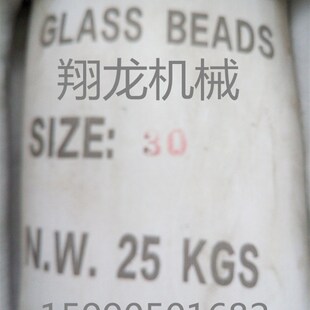 GLASS BEADS
翔龙机械
SIZE: 30
N.W. 25 KGS